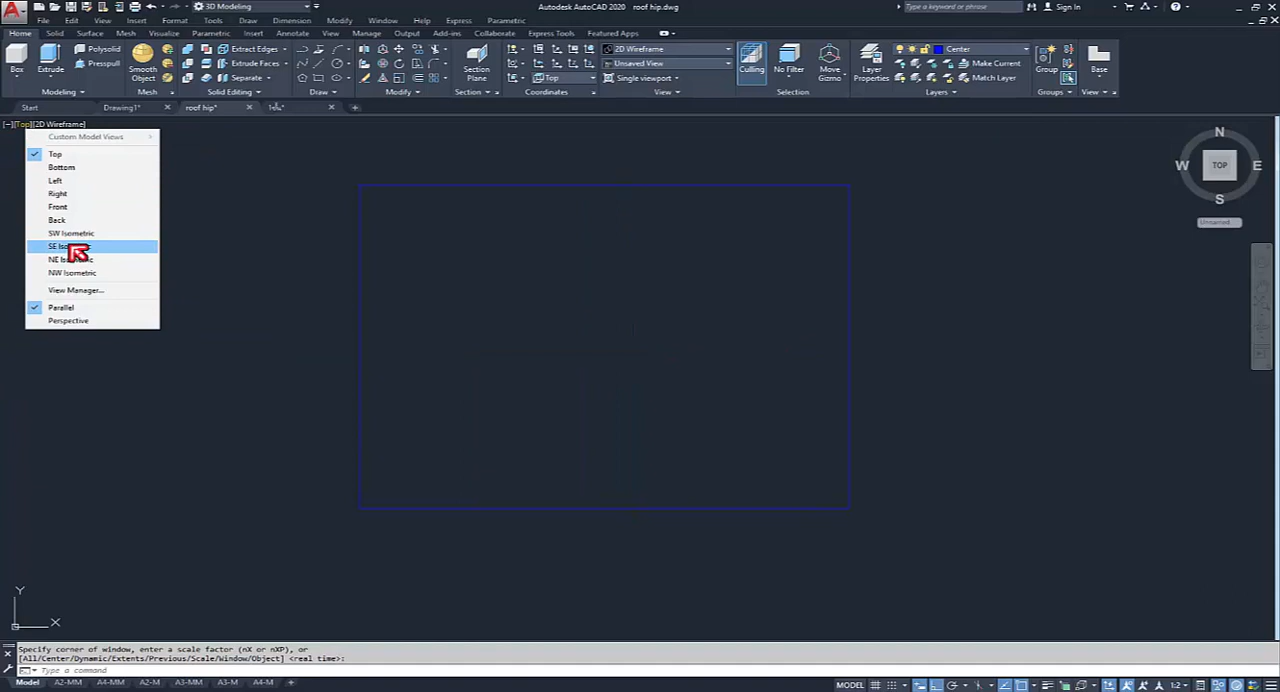 3D Modeling
Autodesk AutoCAD 2020 roof hip.dwg
Type a keyword or phrase
Sign In
File Edit View Insert Format Tools Draw Dimension Modify Window Help Express Parametric
Home Solid Surface Mesh Visualize Parametric Insert Annotate View Manage Output Add-ins Collaborate Express Tools Featured Apps
Polysolid
Presspull
Extract Edges
Extrude Faces
Separate
2D Wireframe
Unsaved View
Top
Single viewport
Center
Make Current
Match Layer
Box
Extrude
Smooth Object
Section Plane
Culling
No Filter
Move Gizmo
Layer Properties
Group
Base
Modeling Mesh Solid Editing Draw Modify Section Coordinates View Selection Layers Groups View
Start Drawing1* roof hip*
[−][Top][2D Wireframe]
Custom Model Views
Top
Bottom
Left
Right
Front
Back
SW Isometric
NW Isometric
View Manager...
Parallel
Perspective
N
W TOP E
S
Unnamed
Y
X
Specify corner of window, enter a scale factor (nX or nXP), or
[All/Center/Dynamic/Extents/Previous/Scale/Window/Object] <real time>:
Type a command
Model A2-MM A4-MM A2-M A3-MM A3-M A4-M +
MODEL
1:2